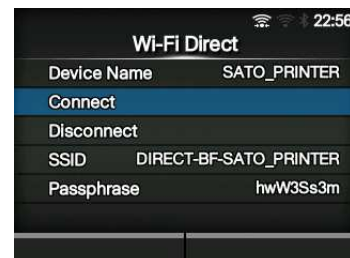 22:56
Wi-Fi Direct
Device Name SATO_PRINTER
Connect
Disconnect
SSID DIRECT-BF-SATO_PRINTER
Passphrase hwW3Ss3m